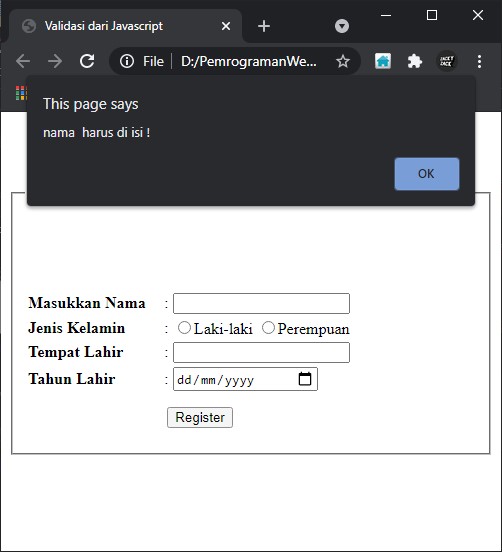 Validasi dari Javascript
File | D:/PemrogramanWe...
This page says
nama  harus di isi !
OK
Masukkan Nama :
Jenis Kelamin : Laki-laki Perempuan
Tempat Lahir :
Tahun Lahir : dd/mm/yyyy
Register